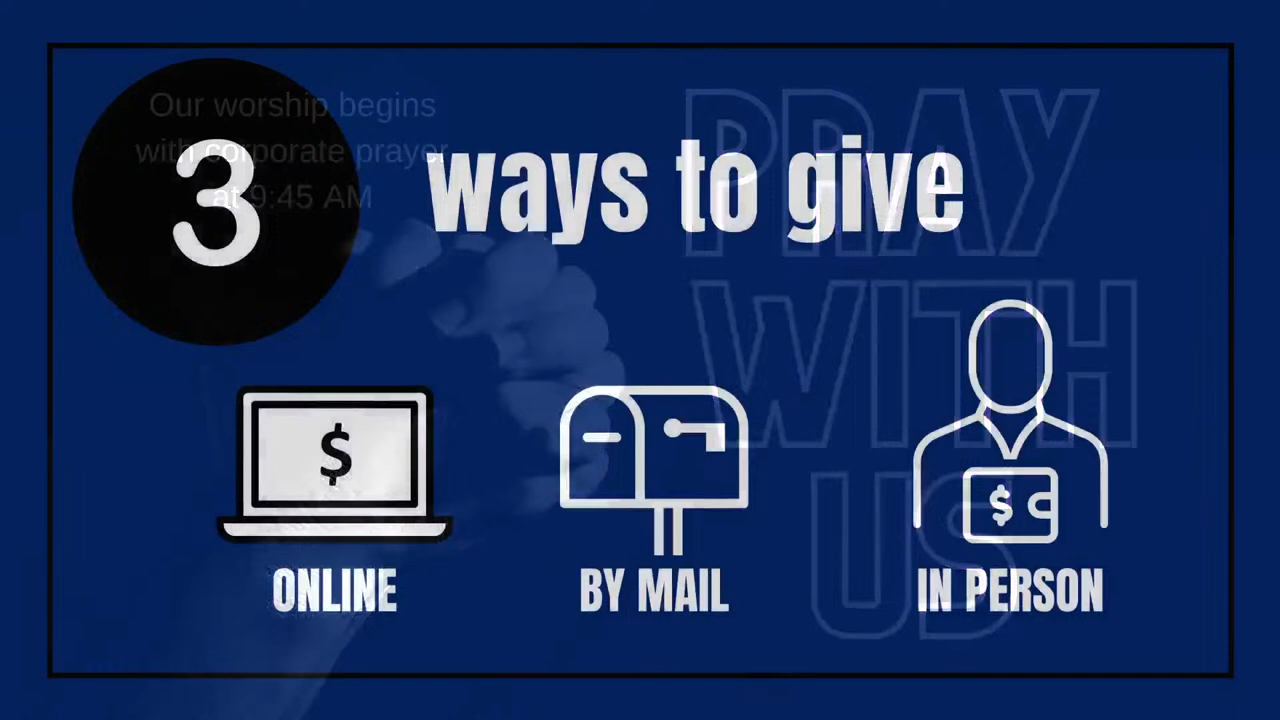 Our worship begins
with corporate prayer
at 9:45 AM
3 ways to give
PRAY
WITH
US
$
$
ONLINE
BY MAIL
IN PERSON